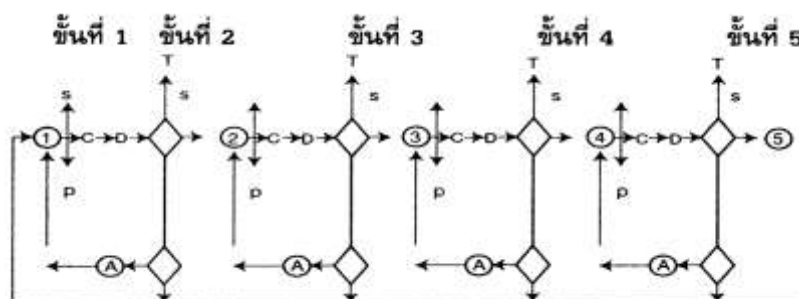 ขั้นที่ 1 ขั้นที่ 2 ขั้นที่ 3 ขั้นที่ 4 ขั้นที่ 5
T T T T
s s s s s
1 C D 2 C D 3 C D 4 C D 5
p p p p
A A A A